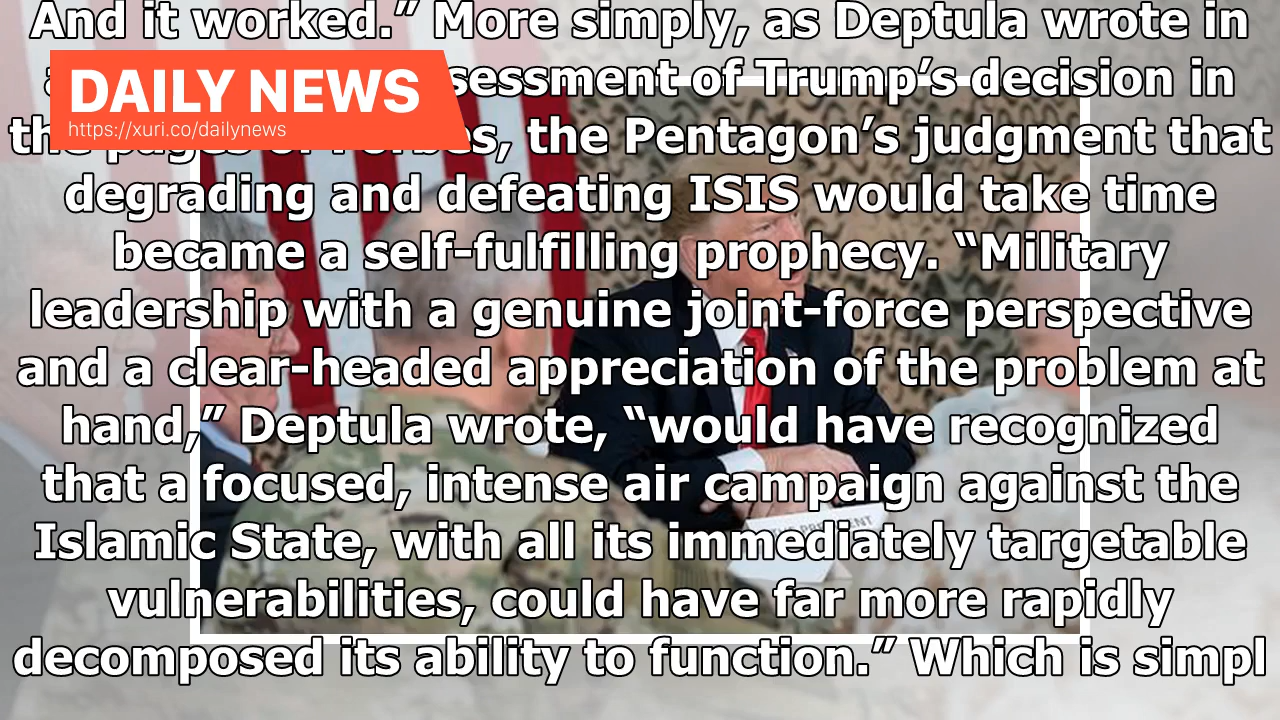 And it worked.” More simply, as Deptula wrote in
DAILY NEWS
https://xuri.co/dailynews
sessment of Trump’s decision in
the pages of Forbes, the Pentagon’s judgment that
degrading and defeating ISIS would take time
became a self-fulfilling prophecy. “Military
leadership with a genuine joint-force perspective
and a clear-headed appreciation of the problem at
hand,” Deptula wrote, “would have recognized
that a focused, intense air campaign against the
Islamic State, with all its immediately targetable
vulnerabilities, could have far more rapidly
decomposed its ability to function.” Which is simpl